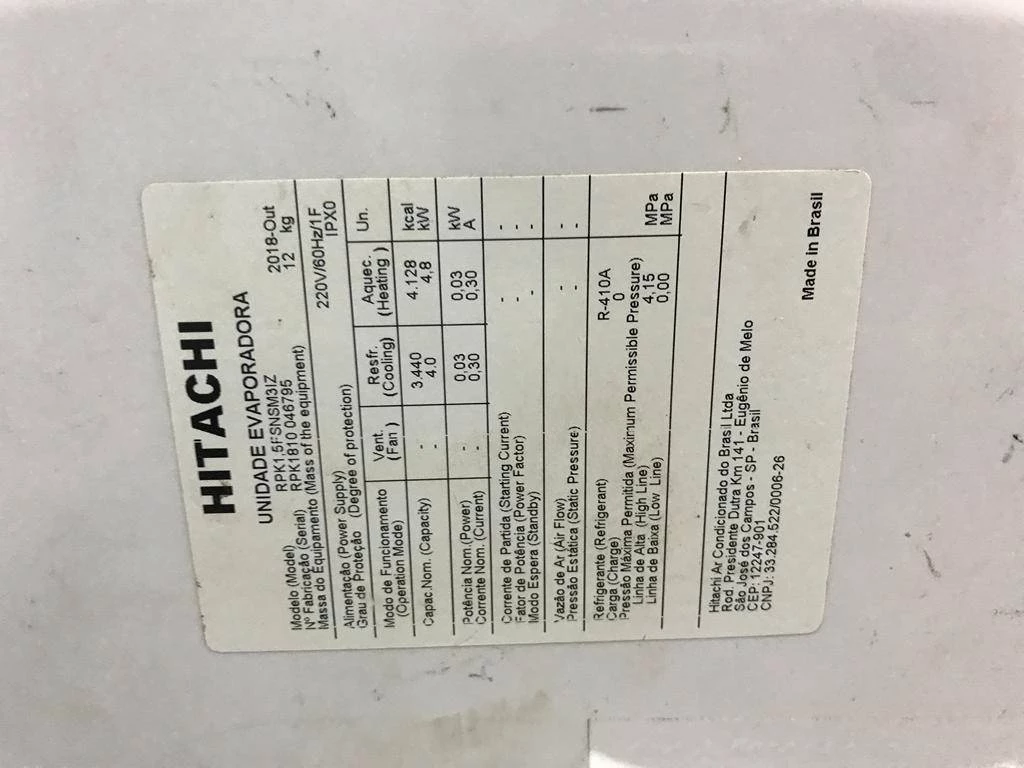 HITACHI
UNIDADE EVAPORADORA
Modelo (Model) RPK1,5FSNSM3IZ
Nº Fabricação (Serial) RPK1810 046795 2018-Out
Massa do Equipamento (Mass of the equipment) 12 kg
Alimentação (Power Supply) 220V/60Hz/1F
Grau de Proteção (Degree of protection) IPX0
Modo de Funcionamento Vent. Resfr. Aquec. Un.
(Operation Mode) (Fan ) (Cooling) (Heating )
Capac.Nom. (Capacity) - 3.440 4.128 kcal
- 4,0 4,8 kW
Potência Nom.(Power) - 0,03 0,03 kW
Corrente Nom. (Current) - 0,30 0,30 A
Corrente de Partida (Starting Current) - -
Fator de Potência (Power Factor) - -
Modo Espera (Standby) - -
Vazão de Ar (Air Flow) - -
Pressão Estática (Static Pressure) - -
Refrigerante (Refrigerant) R-410A
Carga (Charge) 0
Pressão Máxima Permitida (Maximum Permissible Pressure)
Linha de Alta (High Line) 4,15 MPa
Linha de Baixa (Low Line) 0,00 MPa
Hitachi Ar Condicionado do Brasil Ltda
Rod. Presidente Dutra Km 141 - Eugênio de Melo
São José dos Campos - SP - Brasil
CEP: 12247-901
CNPJ: 33.284.522/0006-26
Made in Brasil